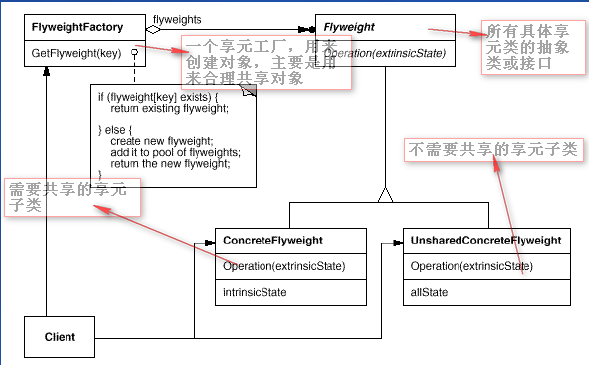 FlyweightFactory
GetFlyweight(key)
flyweights
Flyweight
Operation(extrinsicState)
所有具体享
元类的抽象
类或接口
一个享元工厂，用来
创建对象，主要是用
来合理共享对象
if (flyweight[key] exists) {
return existing flyweight;
} else {
create new flyweight;
add it to pool of flyweights;
return the new flyweight;
}
不需要共享的享元子类
需要共享的享元
子类
ConcreteFlyweight
Operation(extrinsicState)
intrinsicState
UnsharedConcreteFlyweight
Operation(extrinsicState)
allState
Client